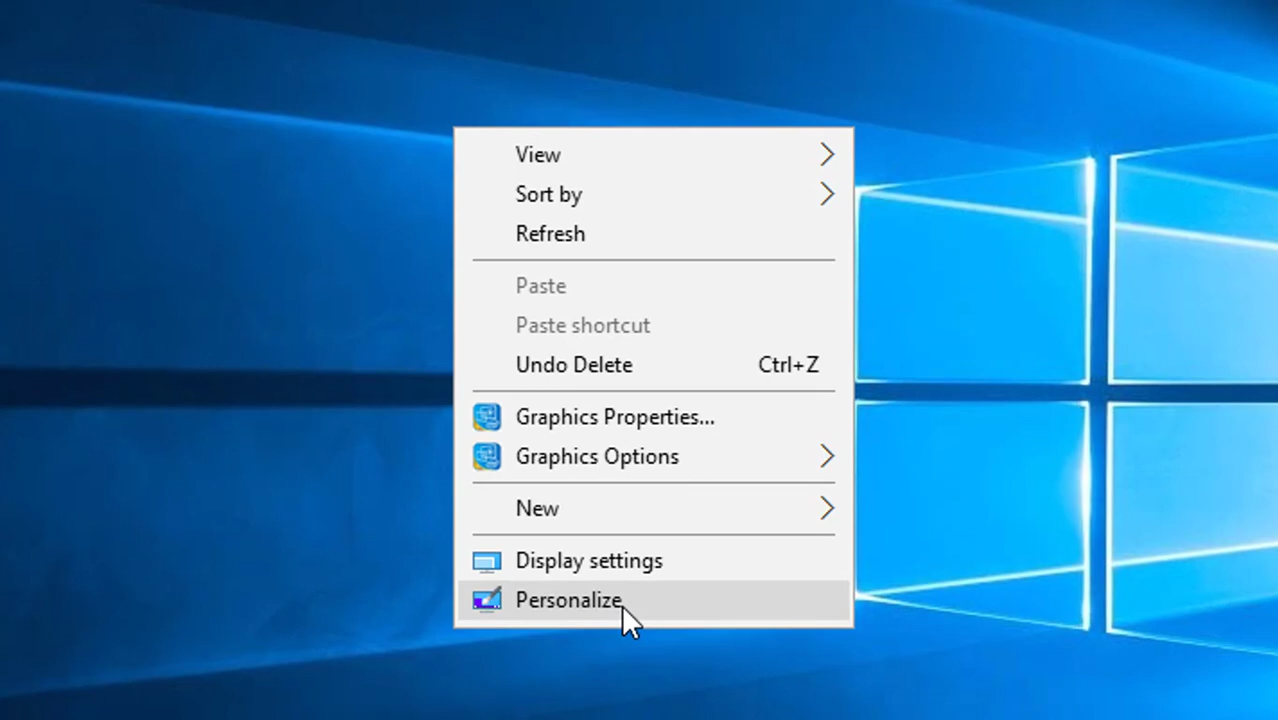 View
Sort by
Refresh
Paste
Paste shortcut
Undo Delete Ctrl+Z
Graphics Properties...
Graphics Options
New
Display settings
Personalize